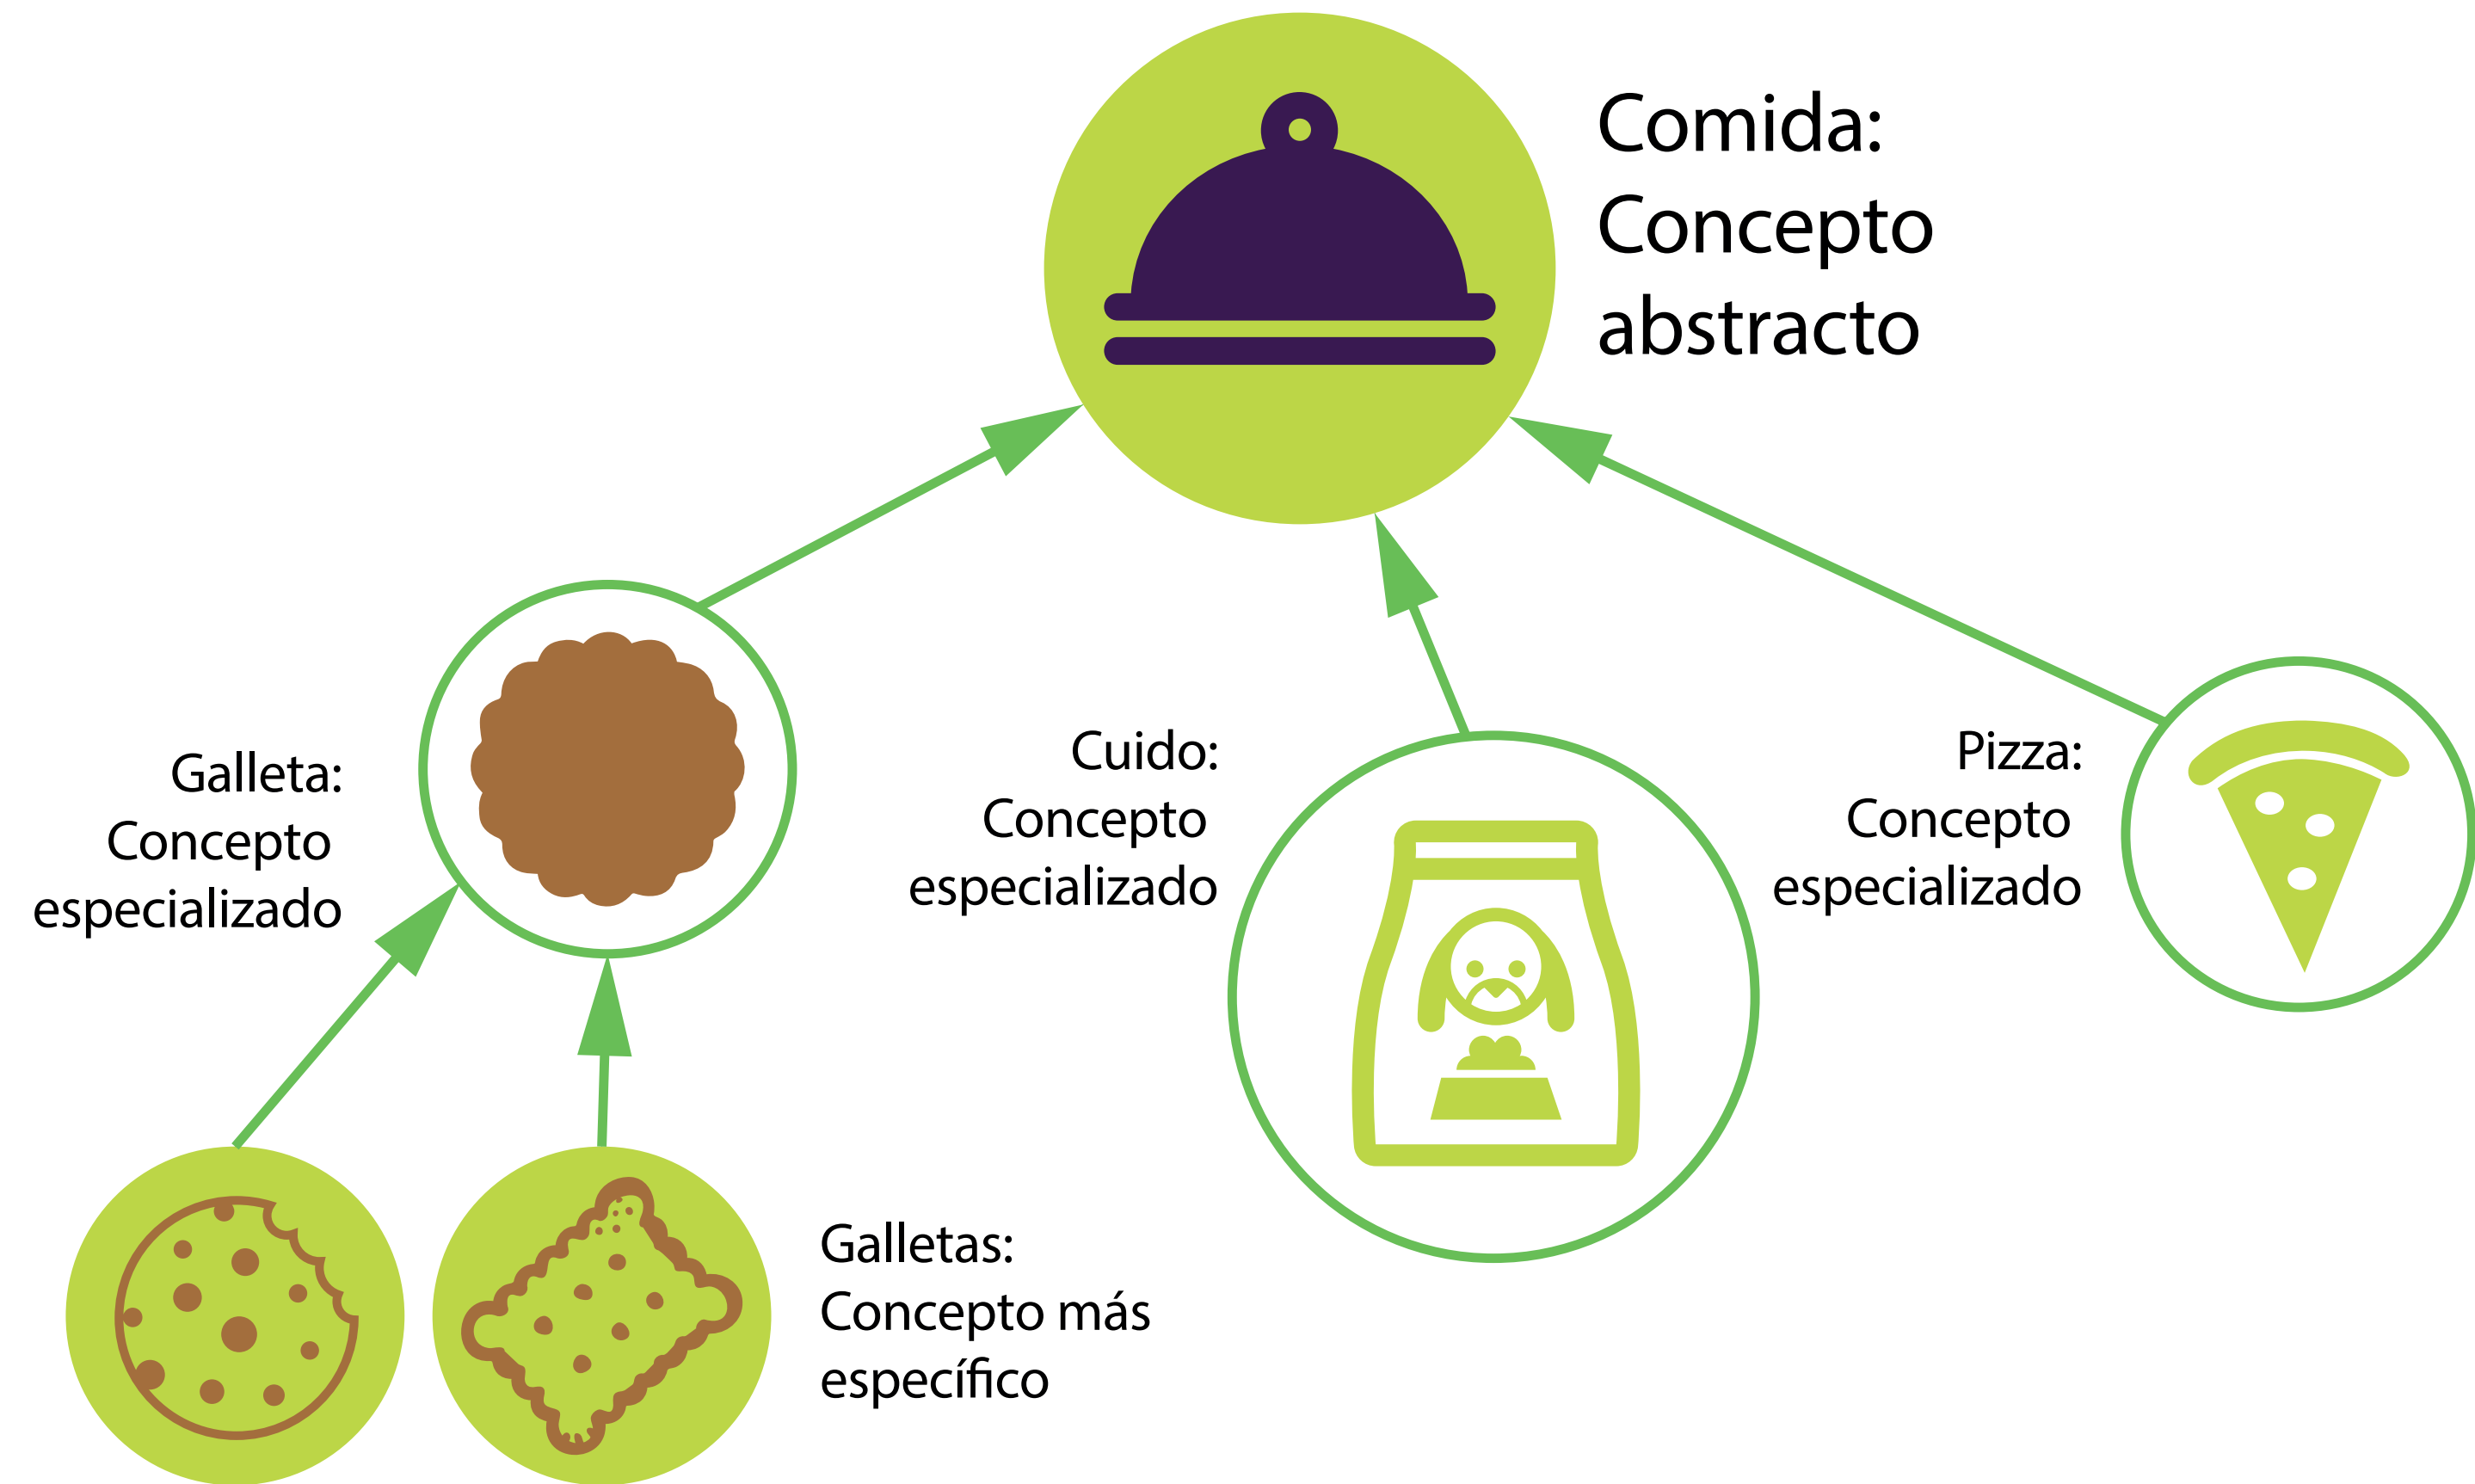 Comida:
Concepto
abstracto
Galleta:
Concepto
especializado
Cuido:
Concepto
especializado
Pizza:
Concepto
especializado
Galletas:
Concepto más
específico